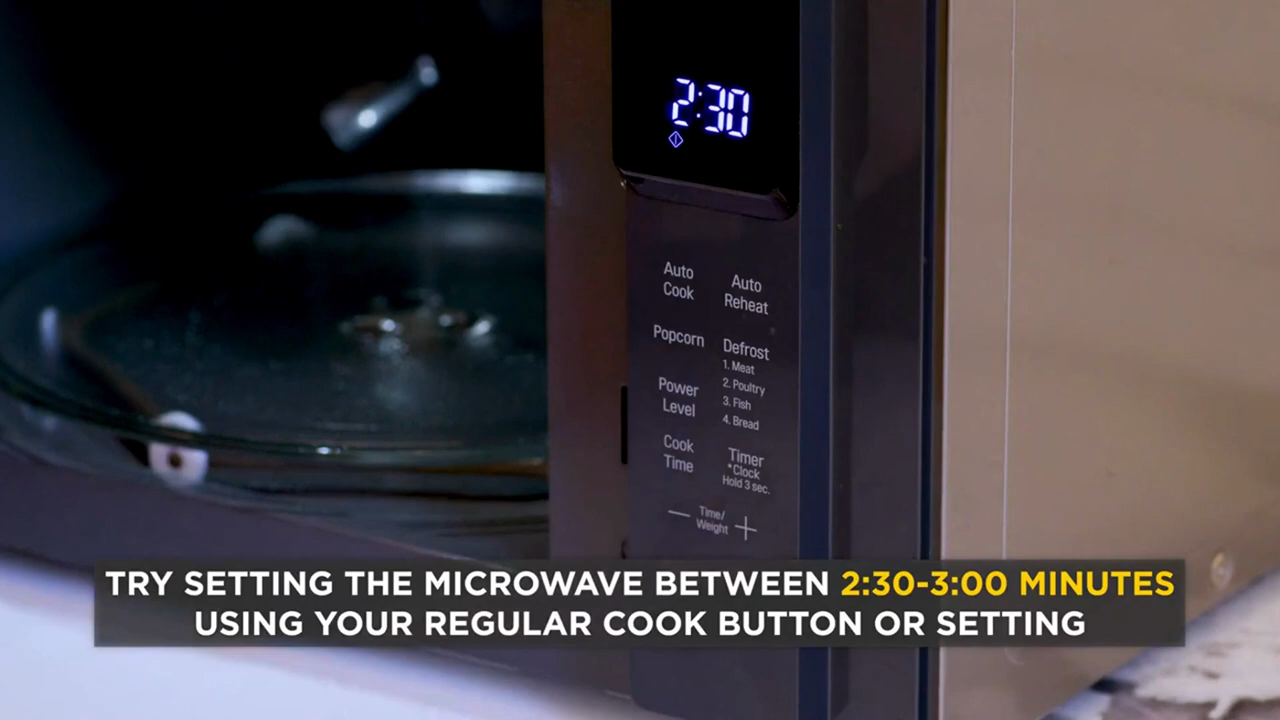 2:30
Auto
Cook
Auto
Reheat
Popcorn
Defrost
1. Meat
2. Poultry
3. Fish
4. Bread
Power
Level
Cook
Time
Timer
*Clock
Hold 3 sec.
— Time/
Weight +
TRY SETTING THE MICROWAVE BETWEEN 2:30-3:00 MINUTES
USING YOUR REGULAR COOK BUTTON OR SETTING